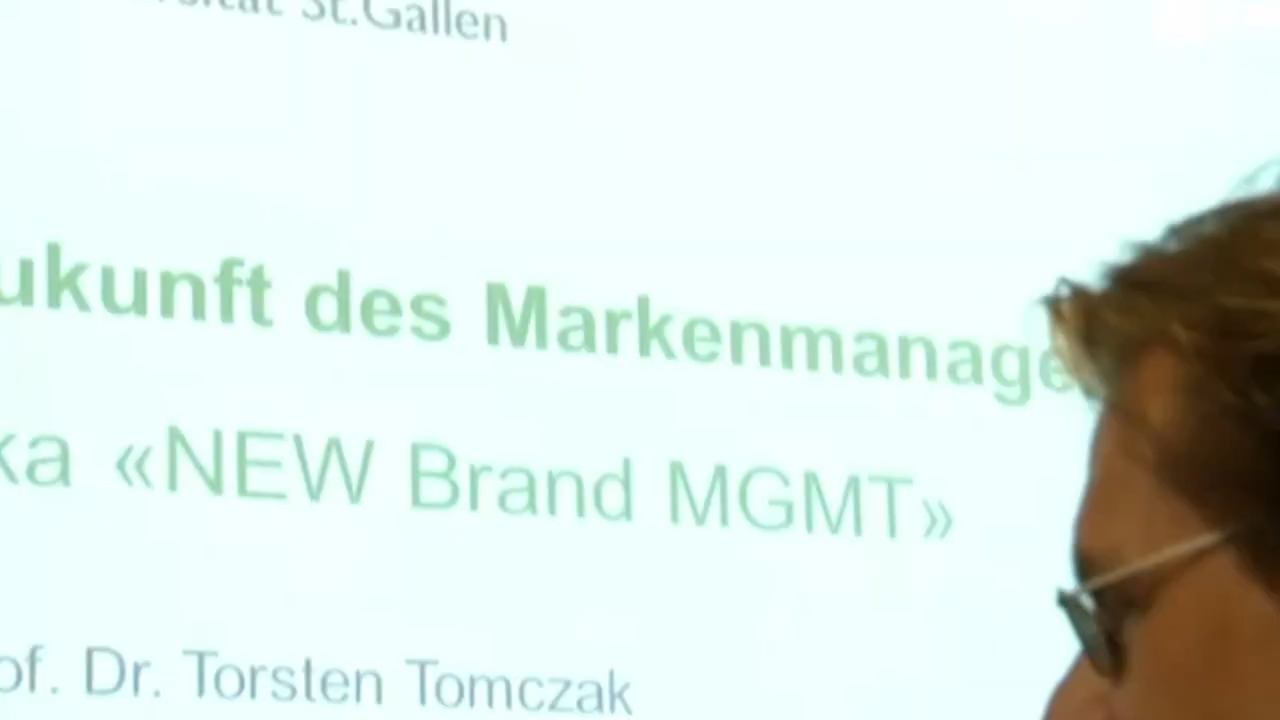 St.Gallen
ukunft des Markenmanage
ka «NEW Brand MGMT»
of. Dr. Torsten Tomczak